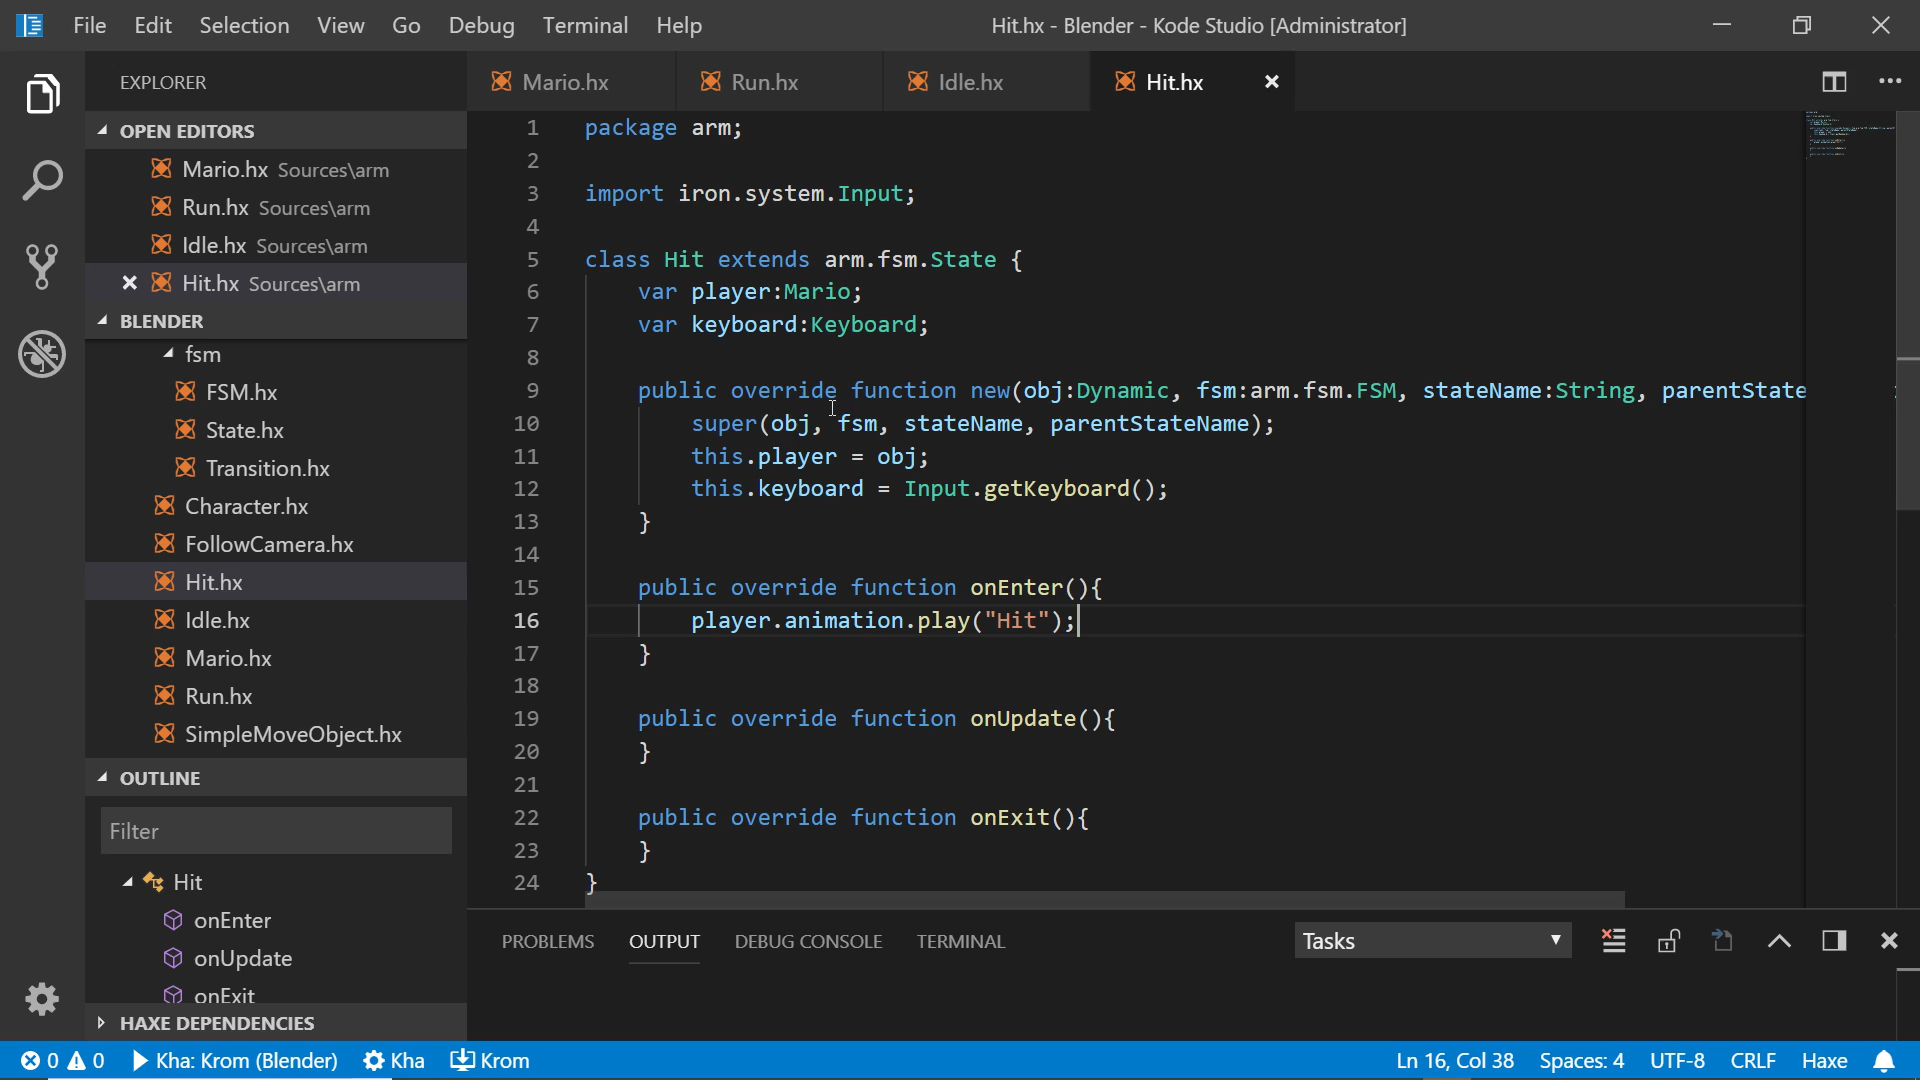 File Edit Selection View Go Debug Terminal Help
Hit.hx - Blender - Kode Studio [Administrator]
EXPLORER
OPEN EDITORS
Mario.hx Sources\arm
Run.hx Sources\arm
Idle.hx Sources\arm
Hit.hx Sources\arm
BLENDER
fsm
FSM.hx
State.hx
Transition.hx
Character.hx
FollowCamera.hx
Hit.hx
Idle.hx
Mario.hx
Run.hx
SimpleMoveObject.hx
OUTLINE
Filter
Hit
onEnter
onUpdate
onExit
HAXE DEPENDENCIES
Mario.hx Run.hx Idle.hx Hit.hx
1 package arm;
2
3 import iron.system.Input;
4
5 class Hit extends arm.fsm.State {
6 var player:Mario;
7 var keyboard:Keyboard;
8
9 public override function new(obj:Dynamic, fsm:arm.fsm.FSM, stateName:String, parentState
10 super(obj, fsm, stateName, parentStateName);
11 this.player = obj;
12 this.keyboard = Input.getKeyboard();
13 }
14
15 public override function onEnter(){
16 player.animation.play("Hit");
17 }
18
19 public override function onUpdate(){
20 }
21
22 public override function onExit(){
23 }
24 }
PROBLEMS OUTPUT DEBUG CONSOLE TERMINAL
Tasks
0 0 Kha: Krom (Blender) Kha Krom
Ln 16, Col 38 Spaces: 4 UTF-8 CRLF Haxe